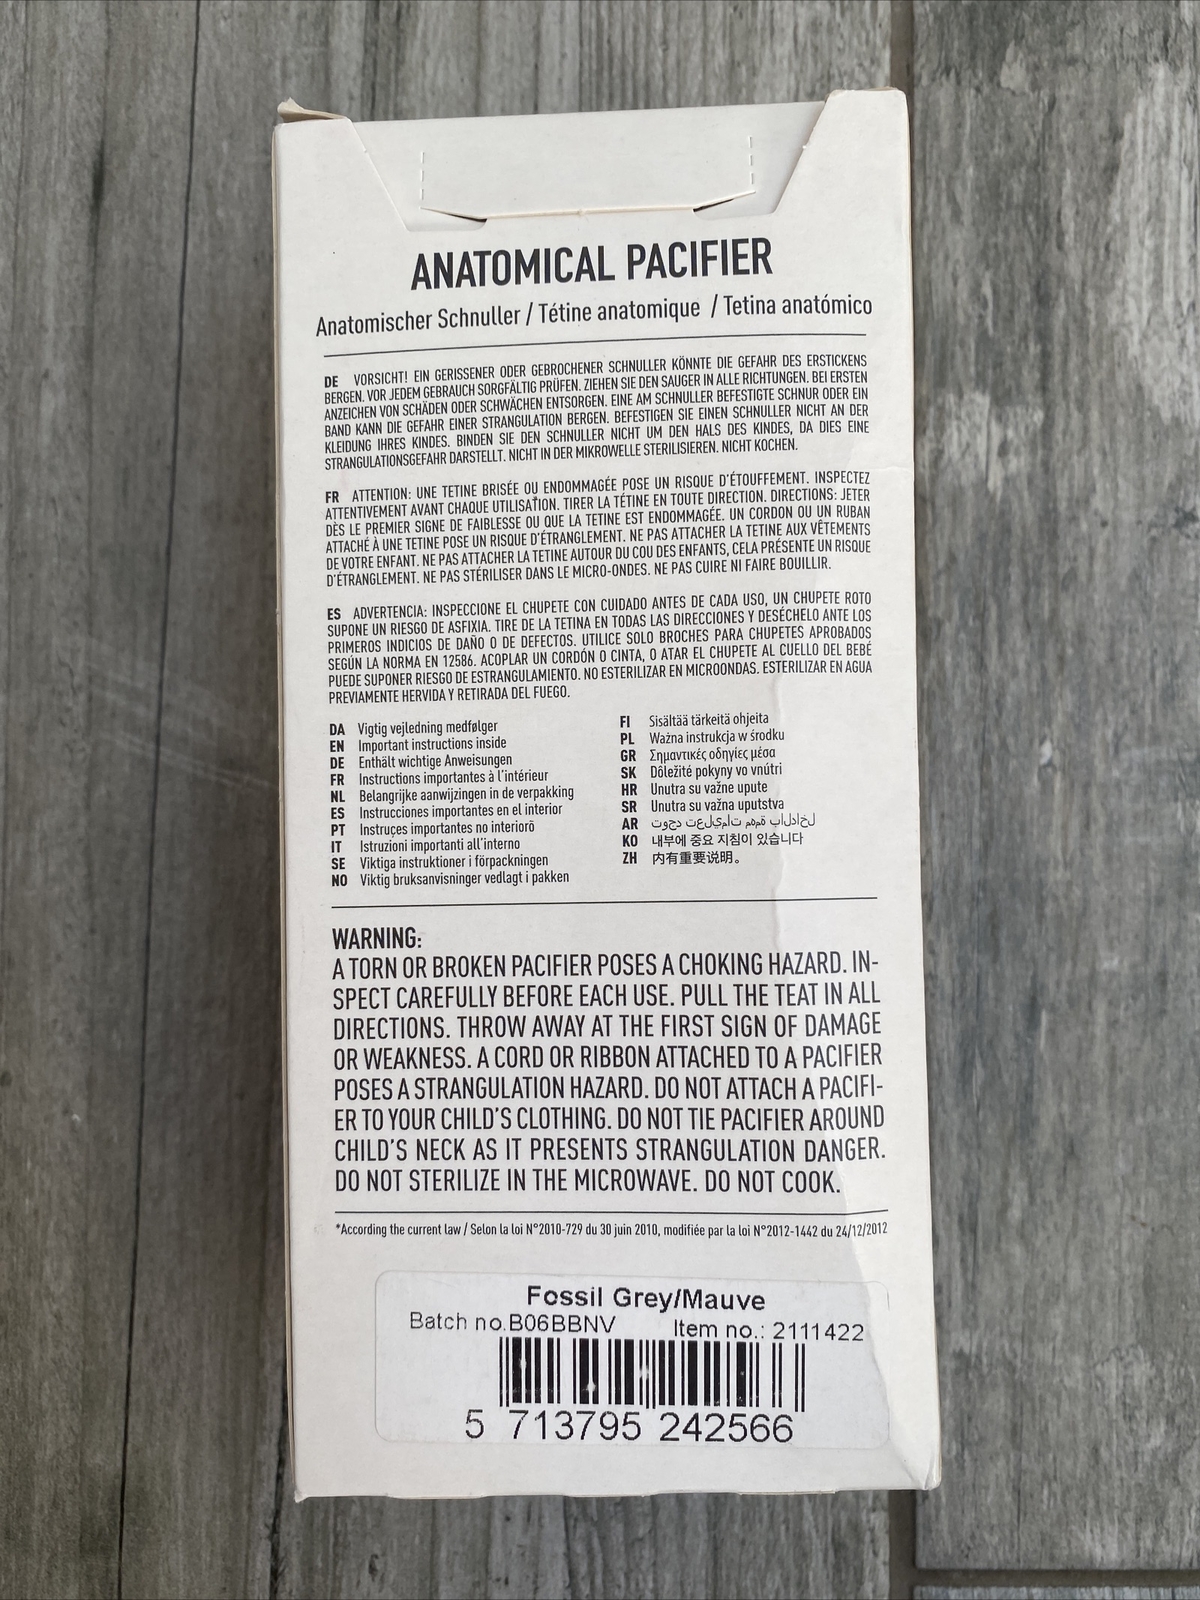 ANATOMICAL PACIFIER
Anatomischer Schnuller / Tétine anatomique / Tetina anatómico
DE VORSICHT! EIN GERISSENER ODER GEBROCHENER SCHNULLER KÖNNTE DIE GEFAHR DES ERSTICKENS
BERGEN. VOR JEDEM GEBRAUCH SORGFÄLTIG PRÜFEN. ZIEHEN SIE DEN SAUGER IN ALLE RICHTUNGEN. BEI ERSTEN
ANZEICHEN VON SCHÄDEN ODER SCHWÄCHEN ENTSORGEN. EINE AM SCHNULLER BEFESTIGTE SCHNUR ODER EIN
BAND KANN DIE GEFAHR EINER STRANGULATION BERGEN. BEFESTIGEN SIE EINEN SCHNULLER NICHT AN DER
KLEIDUNG IHRES KINDES. BINDEN SIE DEN SCHNULLER NICHT UM DEN HALS DES KINDES, DA DIES EINE
STRANGULATIONSGEFAHR DARSTELLT. NICHT IN DER MIKROWELLE STERILISIEREN. NICHT KOCHEN.
FR ATTENTION: UNE TETINE BRISÉE OU ENDOMMAGÉE POSE UN RISQUE D'ÉTOUFFEMENT. INSPECTEZ
ATTENTIVEMENT AVANT CHAQUE UTILISATION. TIRER LA TÉTINE EN TOUTE DIRECTION. DIRECTIONS: JETER
DÈS LE PREMIER SIGNE DE FAIBLESSE OU QUE LA TETINE EST ENDOMMAGÉE. UN CORDON OU UN RUBAN
ATTACHÉ À UNE TETINE POSE UN RISQUE D'ÉTRANGLEMENT. NE PAS ATTACHER LA TETINE AUX VÊTEMENTS
DE VOTRE ENFANT. NE PAS ATTACHER LA TETINE AUTOUR DU COU DES ENFANTS, CELA PRÉSENTE UN RISQUE
D'ÉTRANGLEMENT. NE PAS STÉRILISER DANS LE MICRO-ONDES. NE PAS CUIRE NI FAIRE BOUILLIR.
ES ADVERTENCIA: INSPECCIONE EL CHUPETE CON CUIDADO ANTES DE CADA USO, UN CHUPETE ROTO
SUPONE UN RIESGO DE ASFIXIA. TIRE DE LA TETINA EN TODAS LAS DIRECCIONES Y DESÉCHELO ANTE LOS
PRIMEROS INDICIOS DE DAÑO O DE DEFECTOS. UTILICE SOLO BROCHES PARA CHUPETES APROBADOS
SEGÚN LA NORMA EN 12586. ACOPLAR UN CORDÓN O CINTA, O ATAR EL CHUPETE AL CUELLO DEL BEBÉ
PUEDE SUPONER RIESGO DE ESTRANGULAMIENTO. NO ESTERILIZAR EN MICROONDAS. ESTERILIZAR EN AGUA
PREVIAMENTE HERVIDA Y RETIRADA DEL FUEGO.
DA Vigtig vejledning medfølger
EN Important instructions inside
DE Enthält wichtige Anweisungen
FR Instructions importantes à l'intérieur
NL Belangrijke aanwijzingen in de verpakking
ES Instrucciones importantes en el interior
PT Instruçes importantes no interiorõ
IT Istruzioni importanti all'interno
SE Viktiga instruktioner i förpackningen
NO Viktig bruksanvisninger vedlagt i pakken
FI Sisältää tärkeitä ohjeita
PL Ważna instrukcja w środku
GR Σημαντικές οδηγίες μέσα
SK Dôležité pokyny vo vnútri
HR Unutra su važne upute
SR Unutra su važna uputstva
AR توجد تعليمات مهمة بالداخل
KO 내부에 중요 지침이 있습니다
ZH 内有重要说明。
WARNING:
A TORN OR BROKEN PACIFIER POSES A CHOKING HAZARD. IN-
SPECT CAREFULLY BEFORE EACH USE. PULL THE TEAT IN ALL
DIRECTIONS. THROW AWAY AT THE FIRST SIGN OF DAMAGE
OR WEAKNESS. A CORD OR RIBBON ATTACHED TO A PACIFIER
POSES A STRANGULATION HAZARD. DO NOT ATTACH A PACIFI-
ER TO YOUR CHILD'S CLOTHING. DO NOT TIE PACIFIER AROUND
CHILD'S NECK AS IT PRESENTS STRANGULATION DANGER.
DO NOT STERILIZE IN THE MICROWAVE. DO NOT COOK.
*According the current law / Selon la loi N°2010-729 du 30 juin 2010, modifiée par la loi N°2012-1442 du 24/12/2012
Fossil Grey/Mauve
Batch no.B06BBNV Item no.: 2111422
5 713795 242566